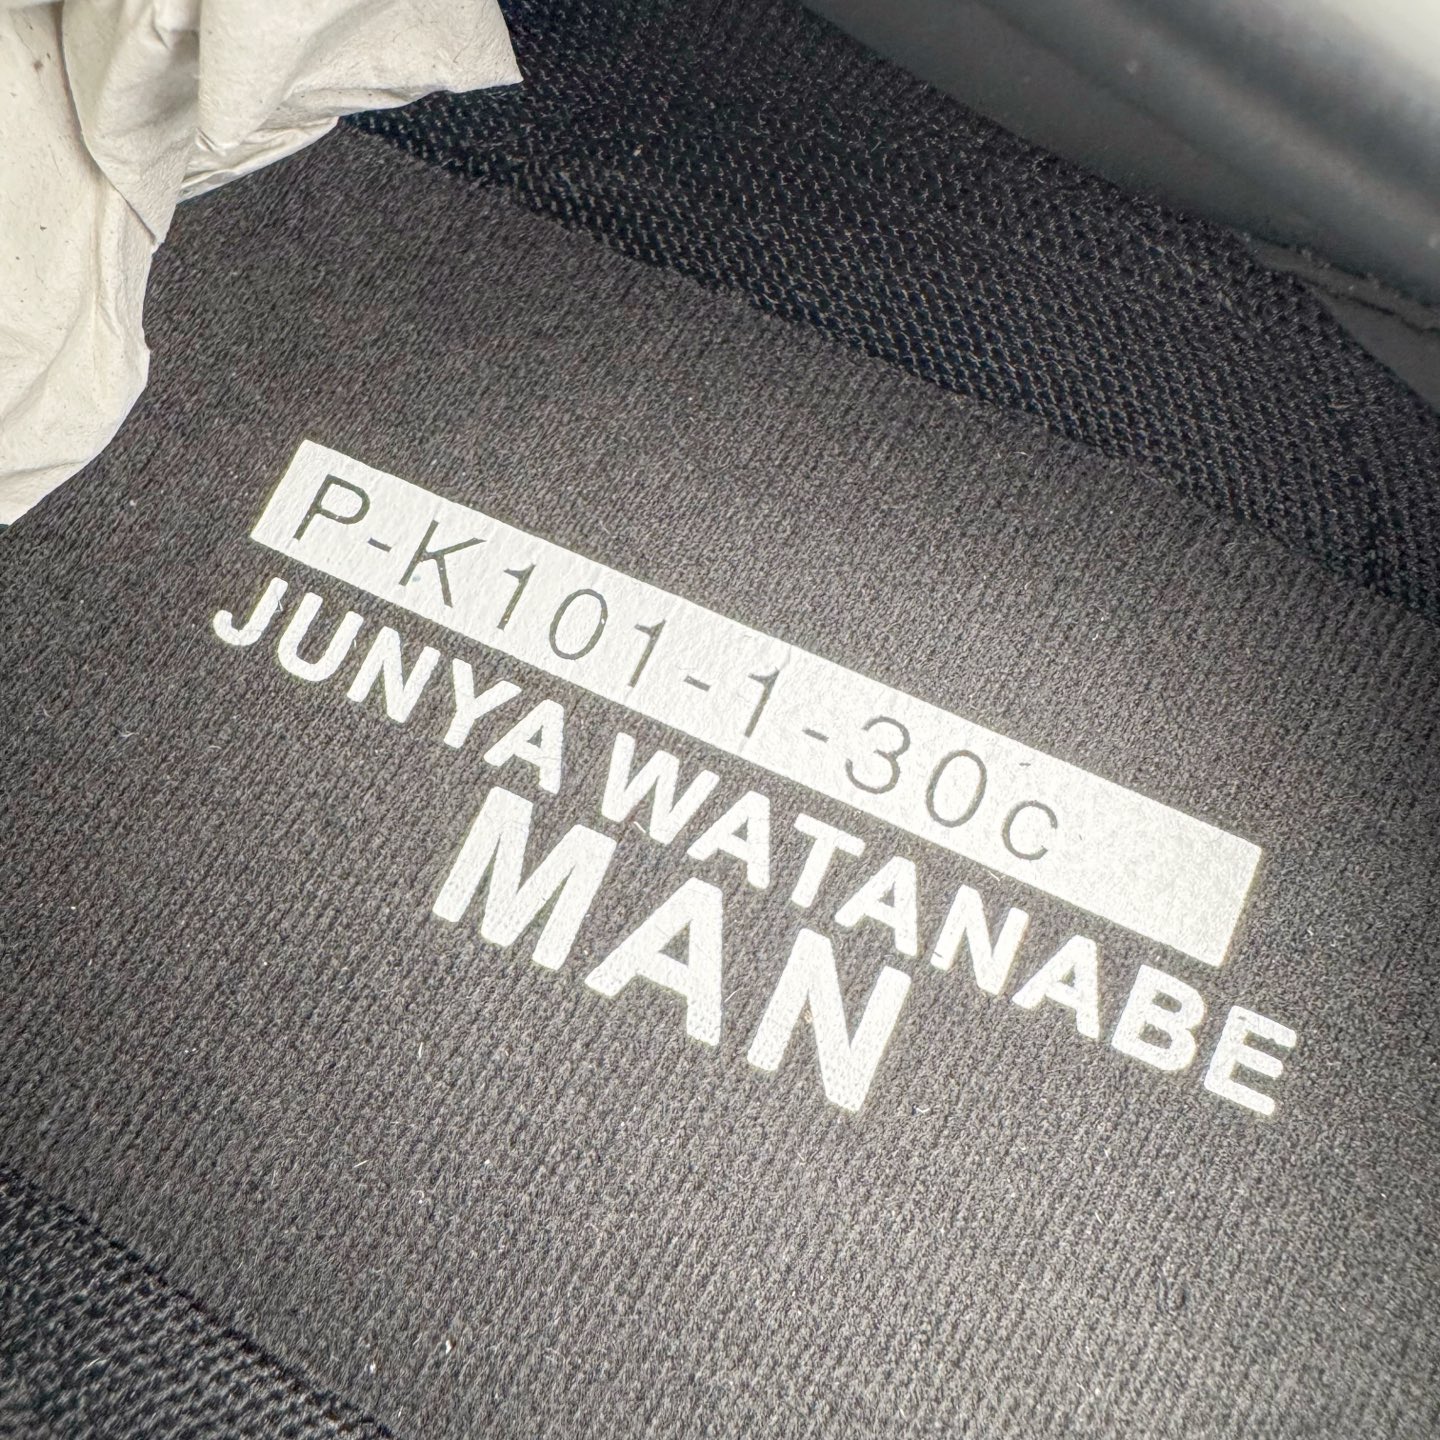 P-K101-1-30c
JUNYA WATANABE
MAN